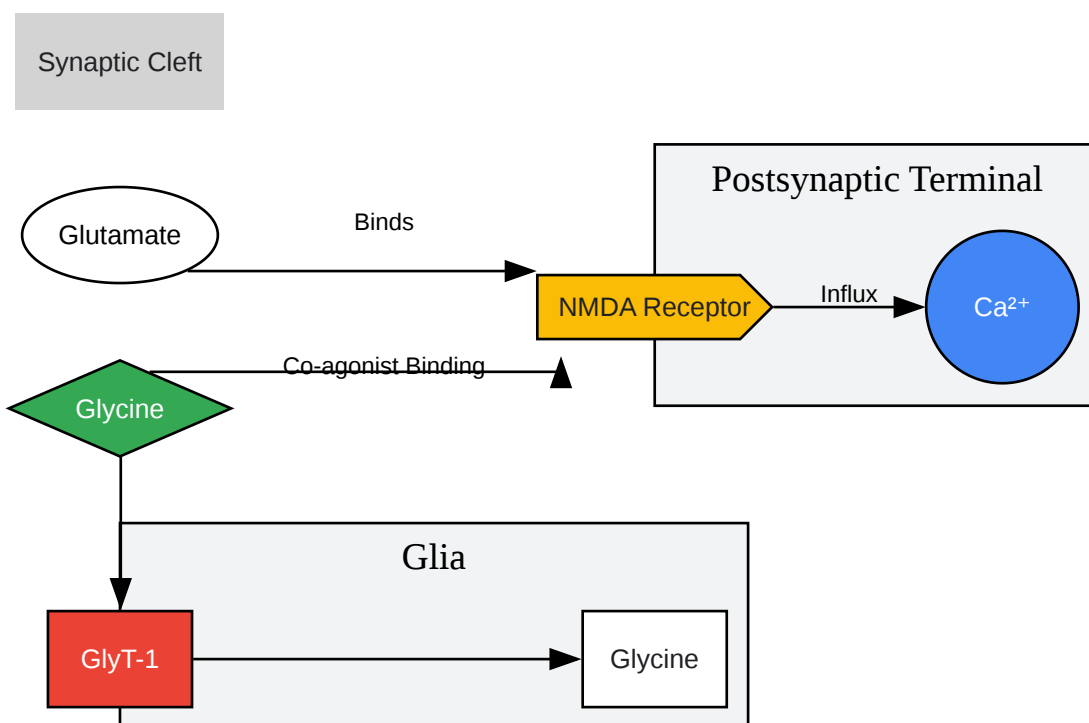 Synaptic Cleft
Postsynaptic Terminal
Glutamate
Binds
NMDA Receptor
Influx
Ca²⁺
Co-agonist Binding
Glycine
Glia
GlyT-1
Glycine